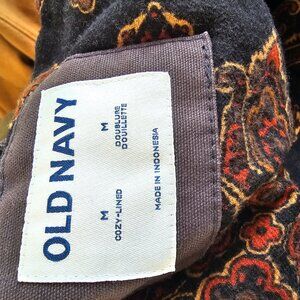 OLD NAVY
M M
COZY-LINED DOUBLURE
DOUILLETTE
MADE IN INDONESIA